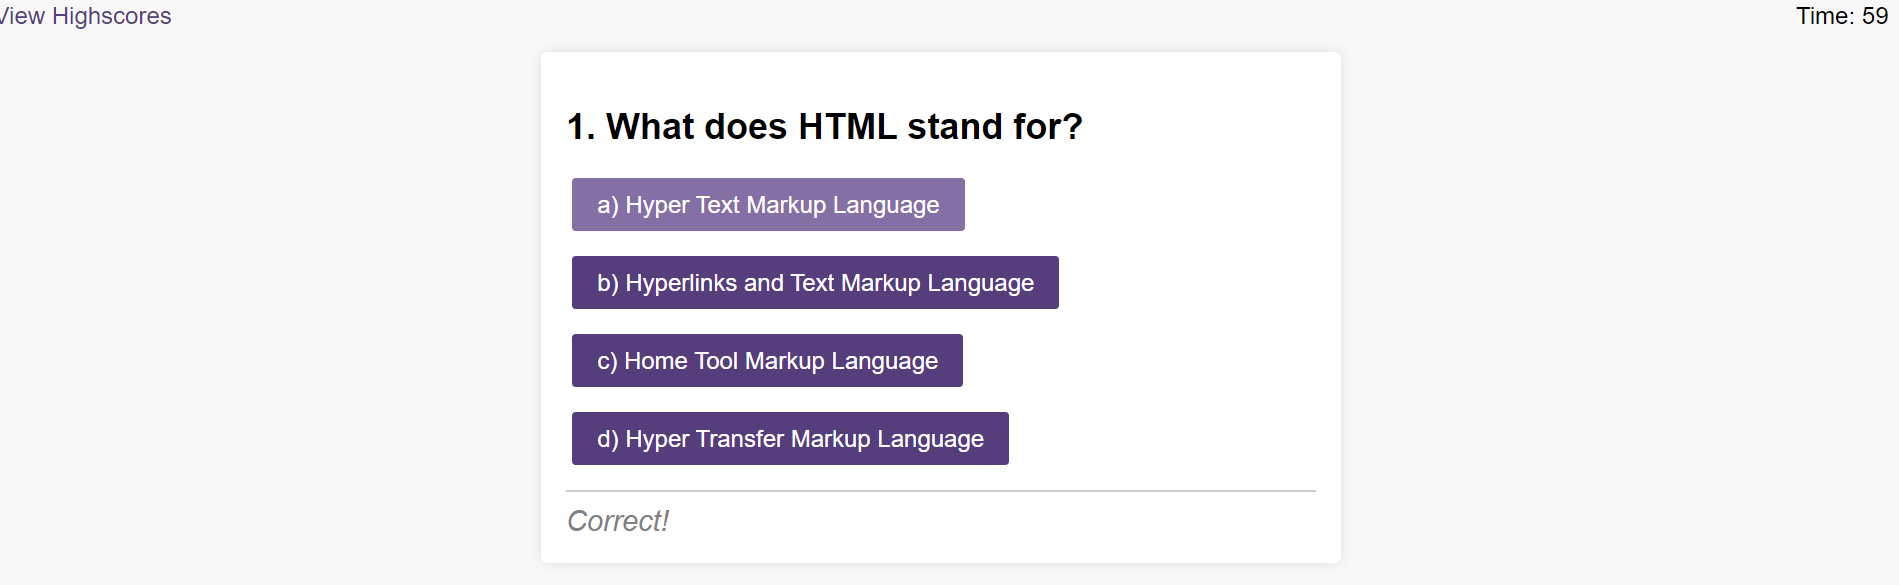 View Highscores
Time: 59
1. What does HTML stand for?
a) Hyper Text Markup Language
b) Hyperlinks and Text Markup Language
c) Home Tool Markup Language
d) Hyper Transfer Markup Language
Correct!